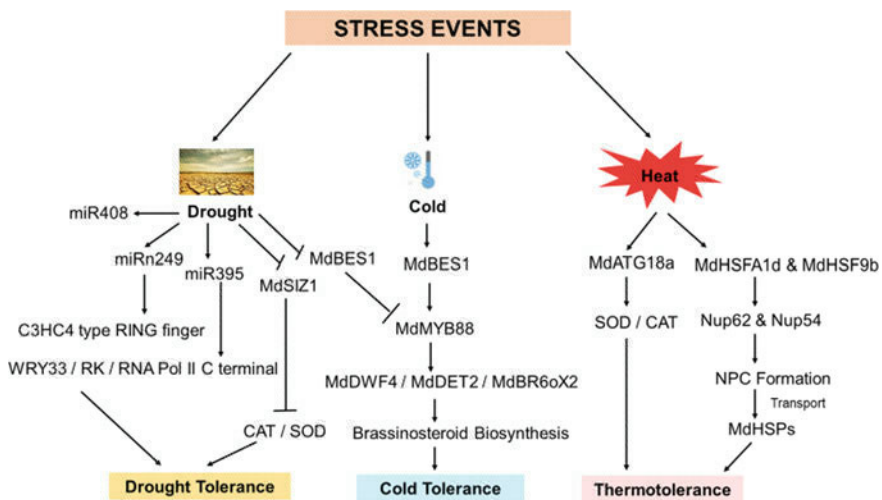 STRESS EVENTS
Drought
Cold
Heat
miR408
miRn249
miR395
MdSIZ1
MdBES1
MdBES1
MdATG18a
MdHSFA1d & MdHSF9b
C3HC4 type RING finger
MdMYB88
SOD / CAT
Nup62 & Nup54
WRY33 / RK / RNA Pol II C terminal
MdDWF4 / MdDET2 / MdBR6oX2
NPC Formation
Transport
CAT / SOD
Brassinosteroid Biosynthesis
MdHSPs
Drought Tolerance
Cold Tolerance
Thermotolerance